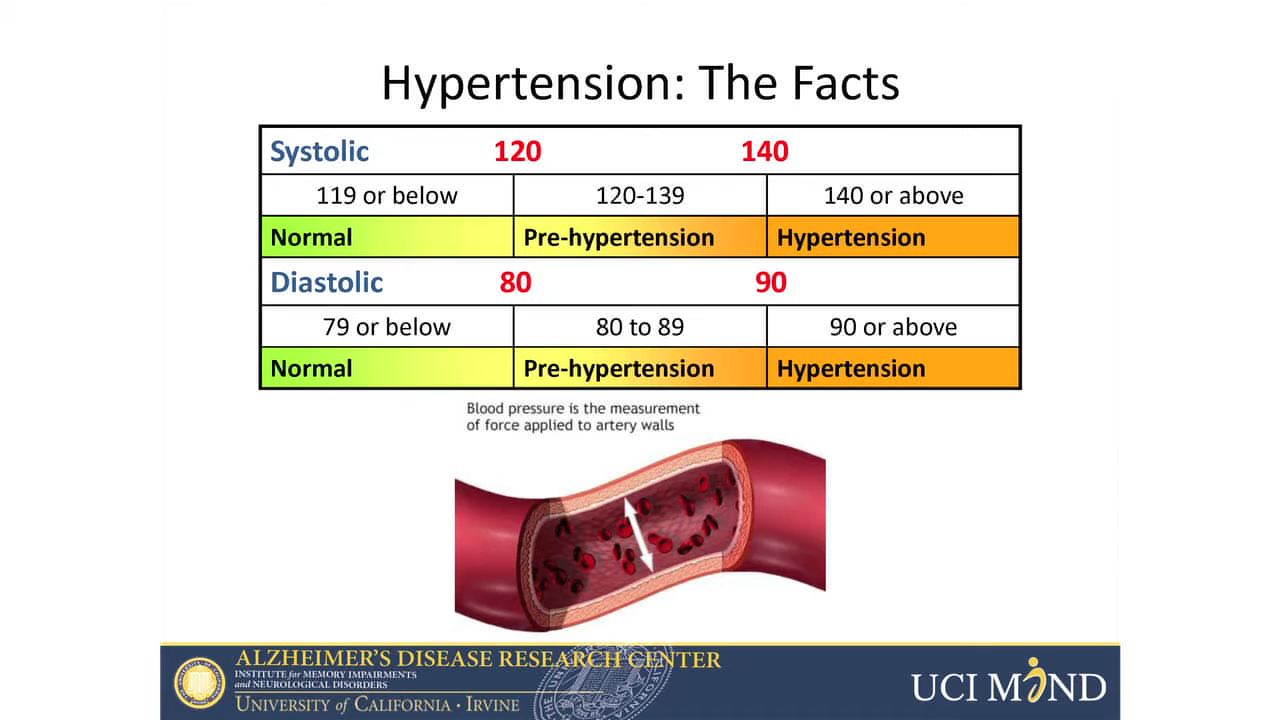 Hypertension: The Facts
Systolic 120 140
119 or below 120-139 140 or above
Normal Pre-hypertension Hypertension
Diastolic 80 90
79 or below 80 to 89 90 or above
Normal Pre-hypertension Hypertension
Blood pressure is the measurement
of force applied to artery walls
ALZHEIMER'S DISEASE RESEARCH CENTER
INSTITUTE for MEMORY IMPAIRMENTS
and NEUROLOGICAL DISORDERS
UNIVERSITY of CALIFORNIA · IRVINE
UCI MIND